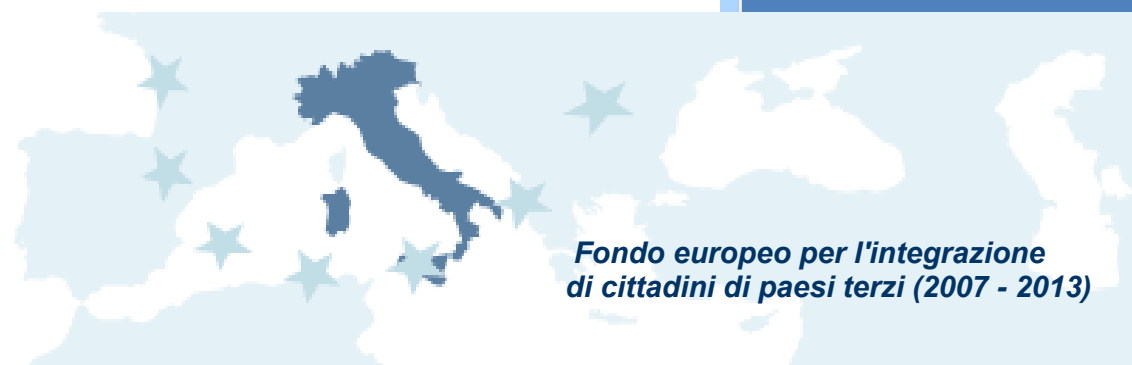 Fondo europeo per l'integrazione
di cittadini di paesi terzi (2007 - 2013)